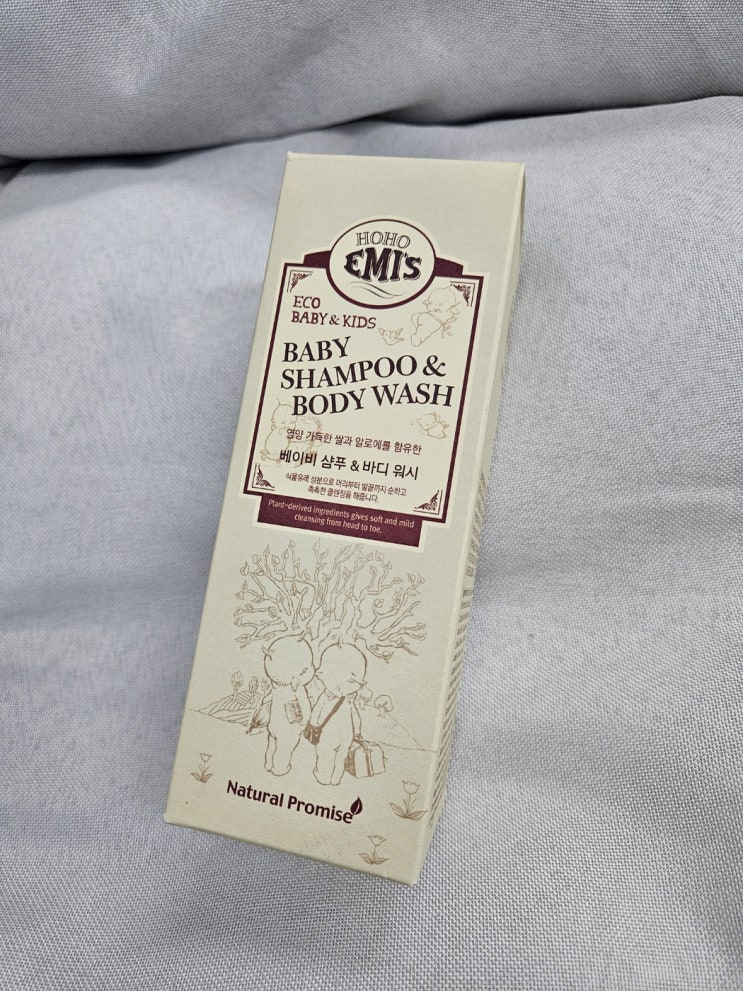 HOHO
EMI'S
ECO
BABY & KIDS
BABY
SHAMPOO &
BODY WASH
영양 가득한 쌀과 알로에를 함유한
베이비 샴푸 & 바디 워시
식물유래 성분으로 머리부터 발끝까지 순하고
촉촉한 클렌징을 해줍니다.
Plant-derived ingredients gives soft and mild
cleansing from head to toe.
Natural Promise